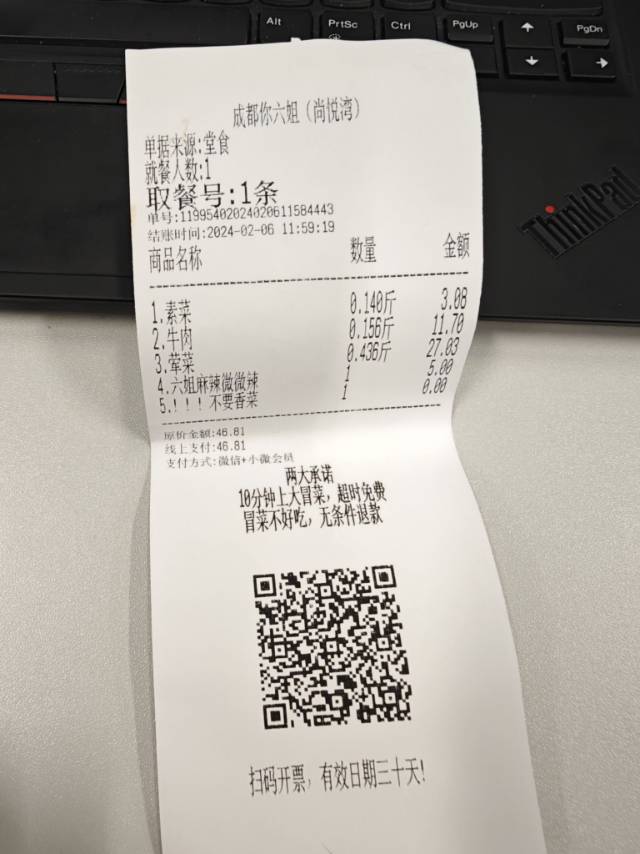 Alt
PrtSc
Ctrl
PgUp
PgDn
ThinkPad
成都你六姐（尚悦湾）
单据来源:堂食
就餐人数:1
取餐号:1条
单号:11995402024020611584443
结账时间:2024-02-06 11:59:19
商品名称 数量 金额
1.素菜 0.140斤 3.08
2.牛肉 0.156斤 11.70
3.荤菜 0.436斤 27.03
4.六姐麻辣微微辣 1 5.00
5.！！！不要香菜 1 0.00
原价金额:46.81
线上支付:46.81
支付方式:微信+小微会员
两大承诺
10分钟上大冒菜，超时免费
冒菜不好吃，无条件退款
扫码开票，有效日期三十天!